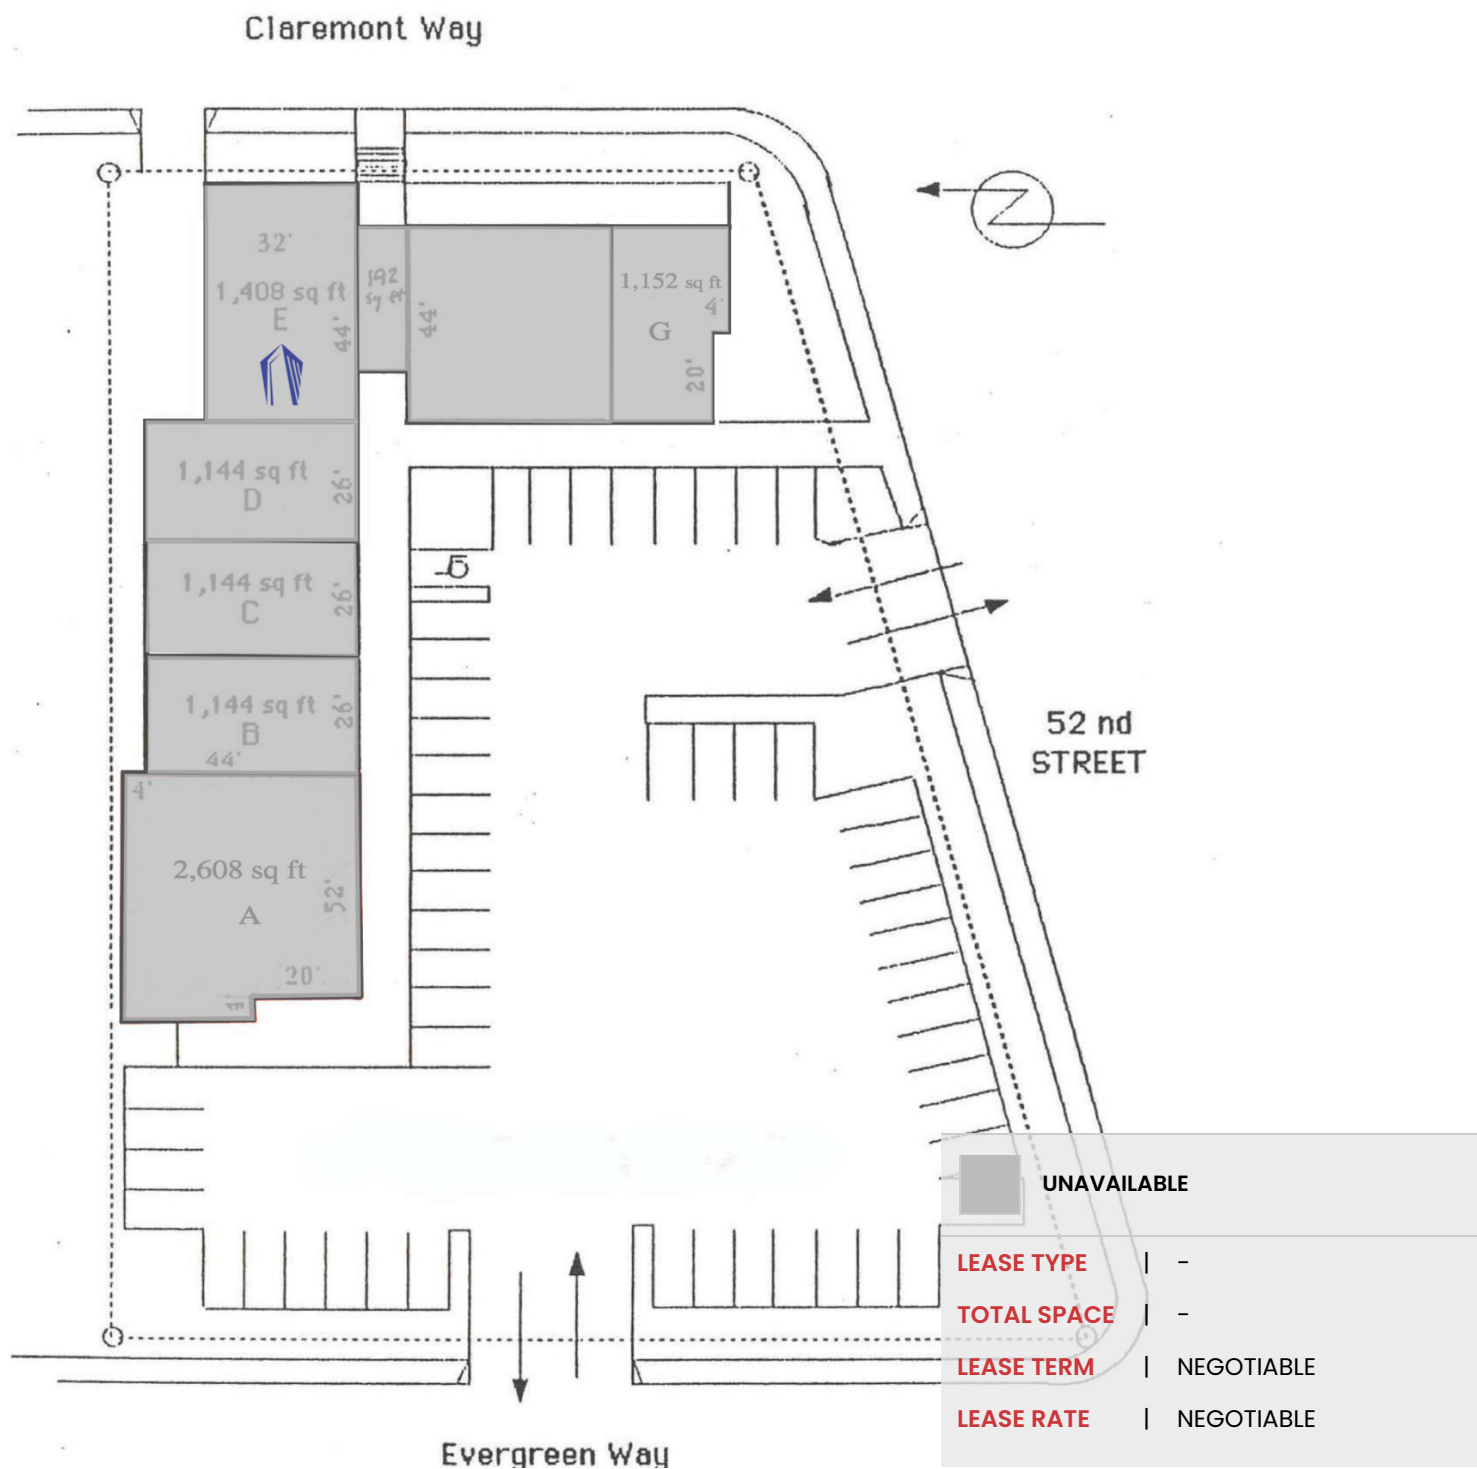 Claremont Way
32'
1,408 sq ft
E
44'
192
sq ft
44'
1,152 sq ft
4'
G
20'
1,144 sq ft
D
26'
1,144 sq ft
C
26'
1,144 sq ft
B
26'
44'
4'
2,608 sq ft
A
52'
20'
52 nd
STREET
UNAVAILABLE
LEASE TYPE | -
TOTAL SPACE | -
LEASE TERM | NEGOTIABLE
LEASE RATE | NEGOTIABLE
Evergreen Way